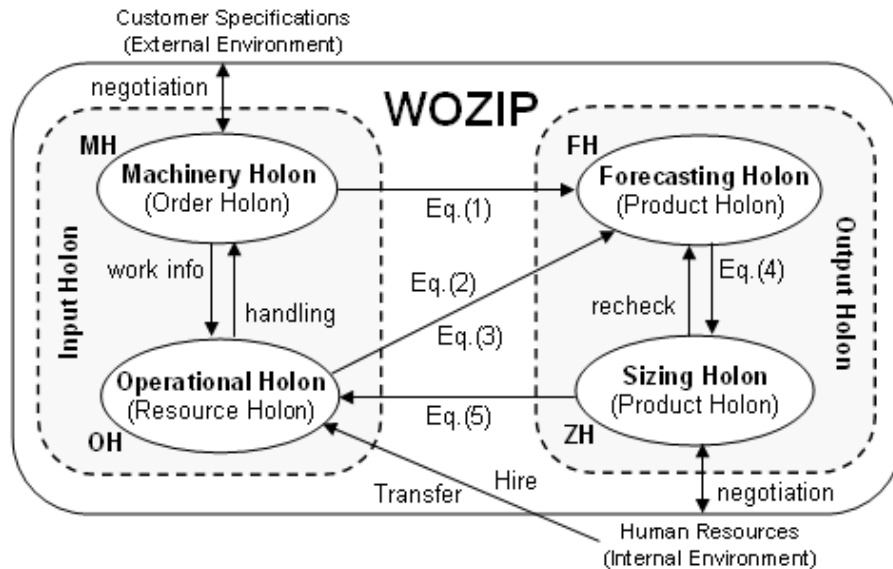 Customer Specifications
(External Environment)
negotiation
WOZIP
MH
Machinery Holon
(Order Holon)
FH
Forecasting Holon
(Product Holon)
Eq.(1)
Input Holon
work info
handling
Eq.(2)
Eq.(3)
Eq.(4)
recheck
Output Holon
Operational Holon
(Resource Holon)
OH
Sizing Holon
(Product Holon)
ZH
Eq.(5)
Transfer
Hire
negotiation
Human Resources
(Internal Environment)